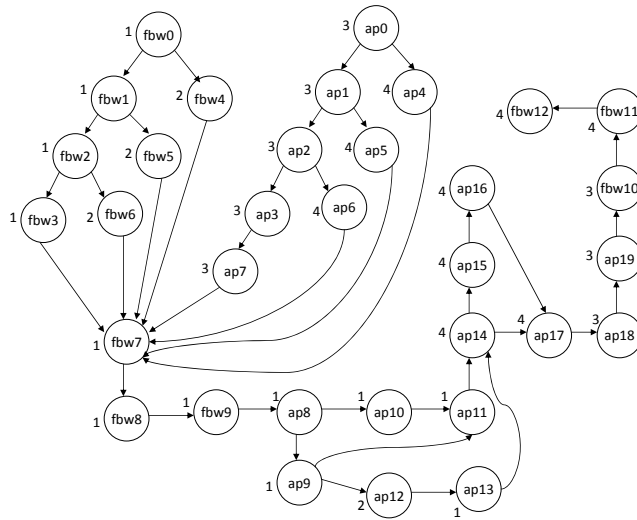 1 fbw0
3 ap0
1 fbw1
2 fbw4
3 ap1
4 ap4
fbw12 4
fbw11 4
1 fbw2
2 fbw5
3 ap2
4 ap5
1 fbw3
2 fbw6
3 ap3
4 ap6
4 ap16
3 fbw10
3 ap7
4 ap15
3 ap19
1 fbw7
4 ap14
4 ap17
3 ap18
1 fbw8
1 fbw9
1 ap8
1 ap10
1 ap11
1 ap9
2 ap12
1 ap13